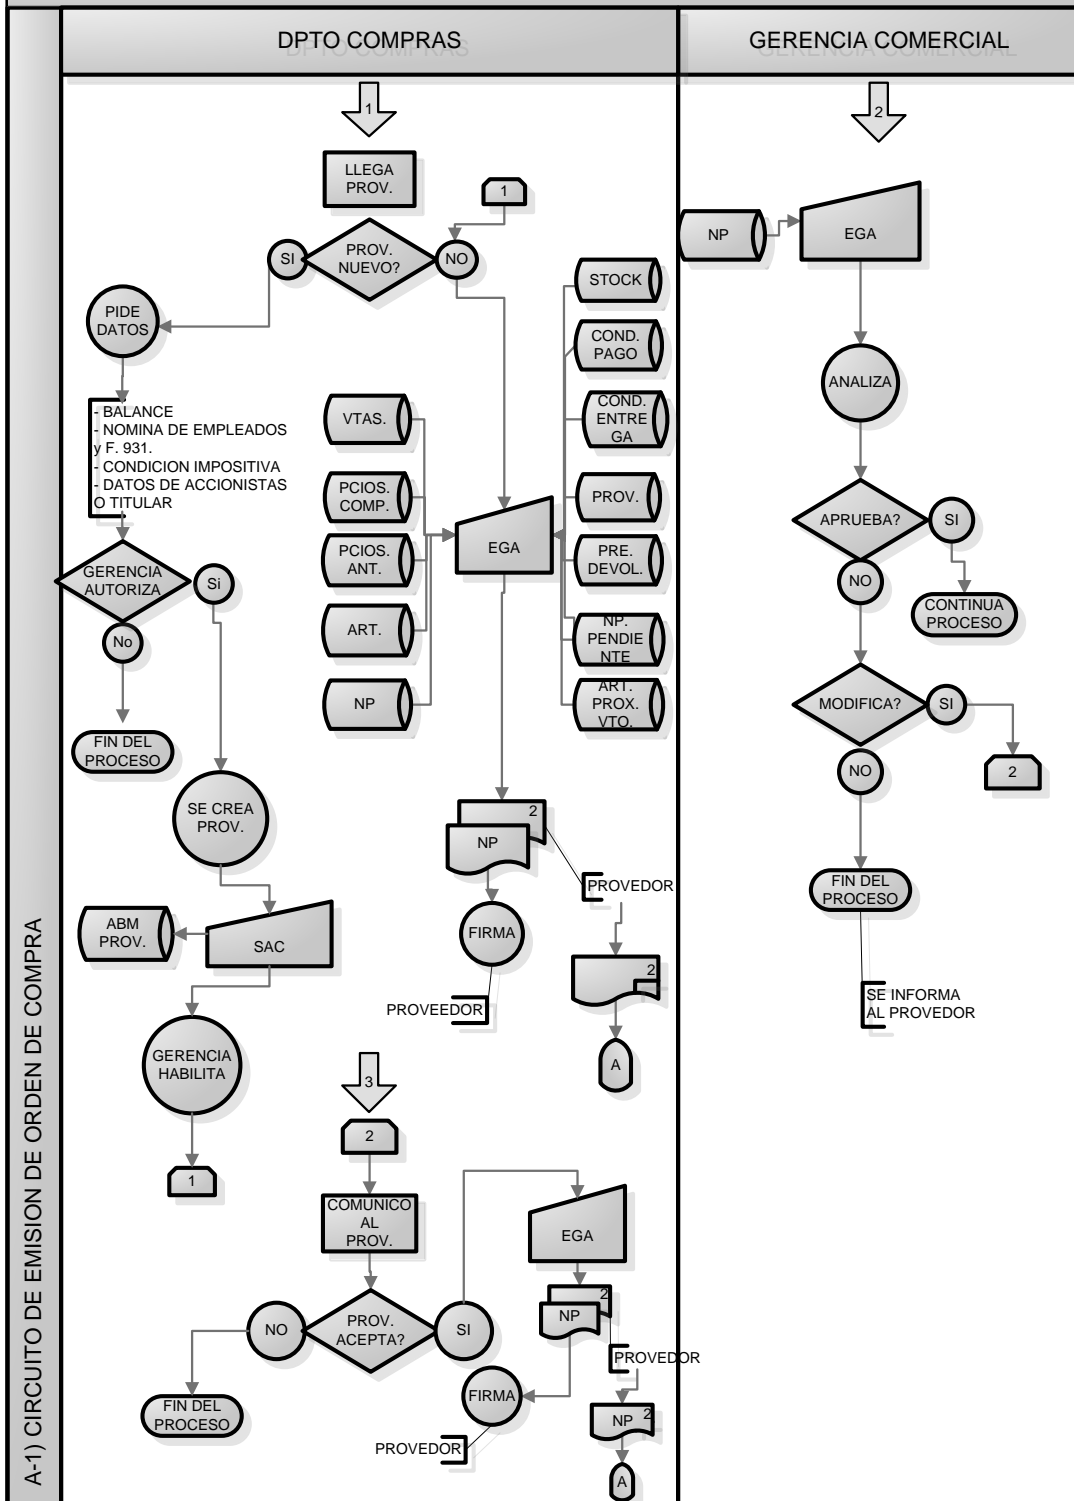 A-1) CIRCUITO DE EMISION DE ORDEN DE COMPRA
DPTO COMPRAS
GERENCIA COMERCIAL
1
LLEGA
PROV.
1
PROV.
NUEVO?
SI
NO
PIDE
DATOS
- BALANCE
- NOMINA DE EMPLEADOS
y F. 931.
- CONDICION IMPOSITIVA
- DATOS DE ACCIONISTAS
O TITULAR
GERENCIA
AUTORIZA
Si
No
FIN DEL
PROCESO
SE CREA
PROV.
SAC
ABM
PROV.
GERENCIA
HABILITA
1
VTAS.
PCIOS.
COMP.
PCIOS.
ANT.
ART.
NP
EGA
STOCK
COND.
PAGO
COND.
ENTRE
GA
PROV.
PRE.
DEVOL.
NP.
PENDIE
NTE
ART.
PROX.
VTO.
2
NP
PROVEDOR
FIRMA
PROVEEDOR
2
A
3
2
COMUNICO
AL
PROV.
PROV.
ACEPTA?
NO
SI
FIN DEL
PROCESO
EGA
2
NP
PROVEDOR
FIRMA
PROVEDOR
NP
2
A
2
NP
EGA
ANALIZA
APRUEBA?
SI
NO
CONTINUA
PROCESO
MODIFICA?
SI
NO
2
FIN DEL
PROCESO
SE INFORMA
AL PROVEDOR